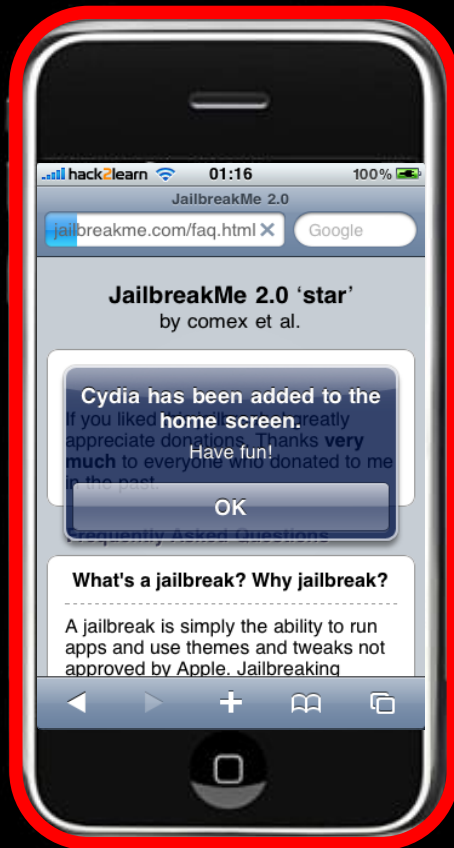 hack2learn 01:16 100%
JailbreakMe 2.0
jailbreakme.com/faq.html Google
JailbreakMe 2.0 ‘star’
by comex et al.
Cydia has been added to the
home screen.
Have fun!
OK
If you liked greatly
appreciate donations. Thanks very
much to everyone who donated to me
in the past.
Frequently Asked Questions
What's a jailbreak? Why jailbreak?
A jailbreak is simply the ability to run
apps and use themes and tweaks not
approved by Apple. Jailbreaking